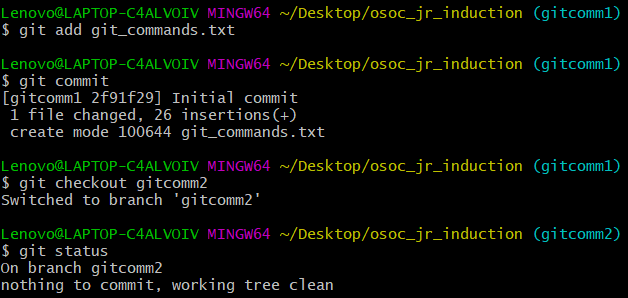 Lenovo@LAPTOP-C4ALVOIV MINGW64 ~/Desktop/osoc_jr_induction (gitcomm1)
$ git add git_commands.txt
Lenovo@LAPTOP-C4ALVOIV MINGW64 ~/Desktop/osoc_jr_induction (gitcomm1)
$ git commit
[gitcomm1 2f91f29] Initial commit
 1 file changed, 26 insertions(+)
 create mode 100644 git_commands.txt
Lenovo@LAPTOP-C4ALVOIV MINGW64 ~/Desktop/osoc_jr_induction (gitcomm1)
$ git checkout gitcomm2
Switched to branch 'gitcomm2'
Lenovo@LAPTOP-C4ALVOIV MINGW64 ~/Desktop/osoc_jr_induction (gitcomm2)
$ git status
On branch gitcomm2
nothing to commit, working tree clean